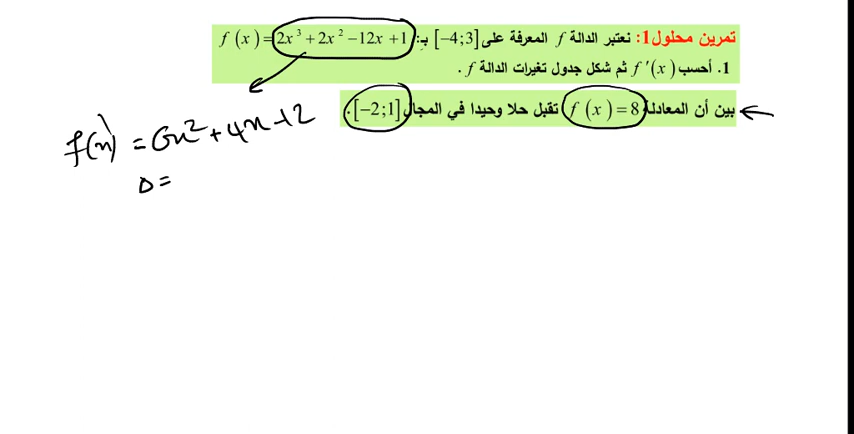 تمرين محلول1: نعتبر الدالة f المعرفة على [−4;3] بـ: f (x) = 2x³ + 2x² −12x +1
1. أحسب f ′(x) ثم شكل جدول تغيرات الدالة f .
بين أن المعادلة f (x) = 8 تقبل حلا وحيدا في المجال [−2;1].
f(x)' = 6x² + 4x - 12
Δ =